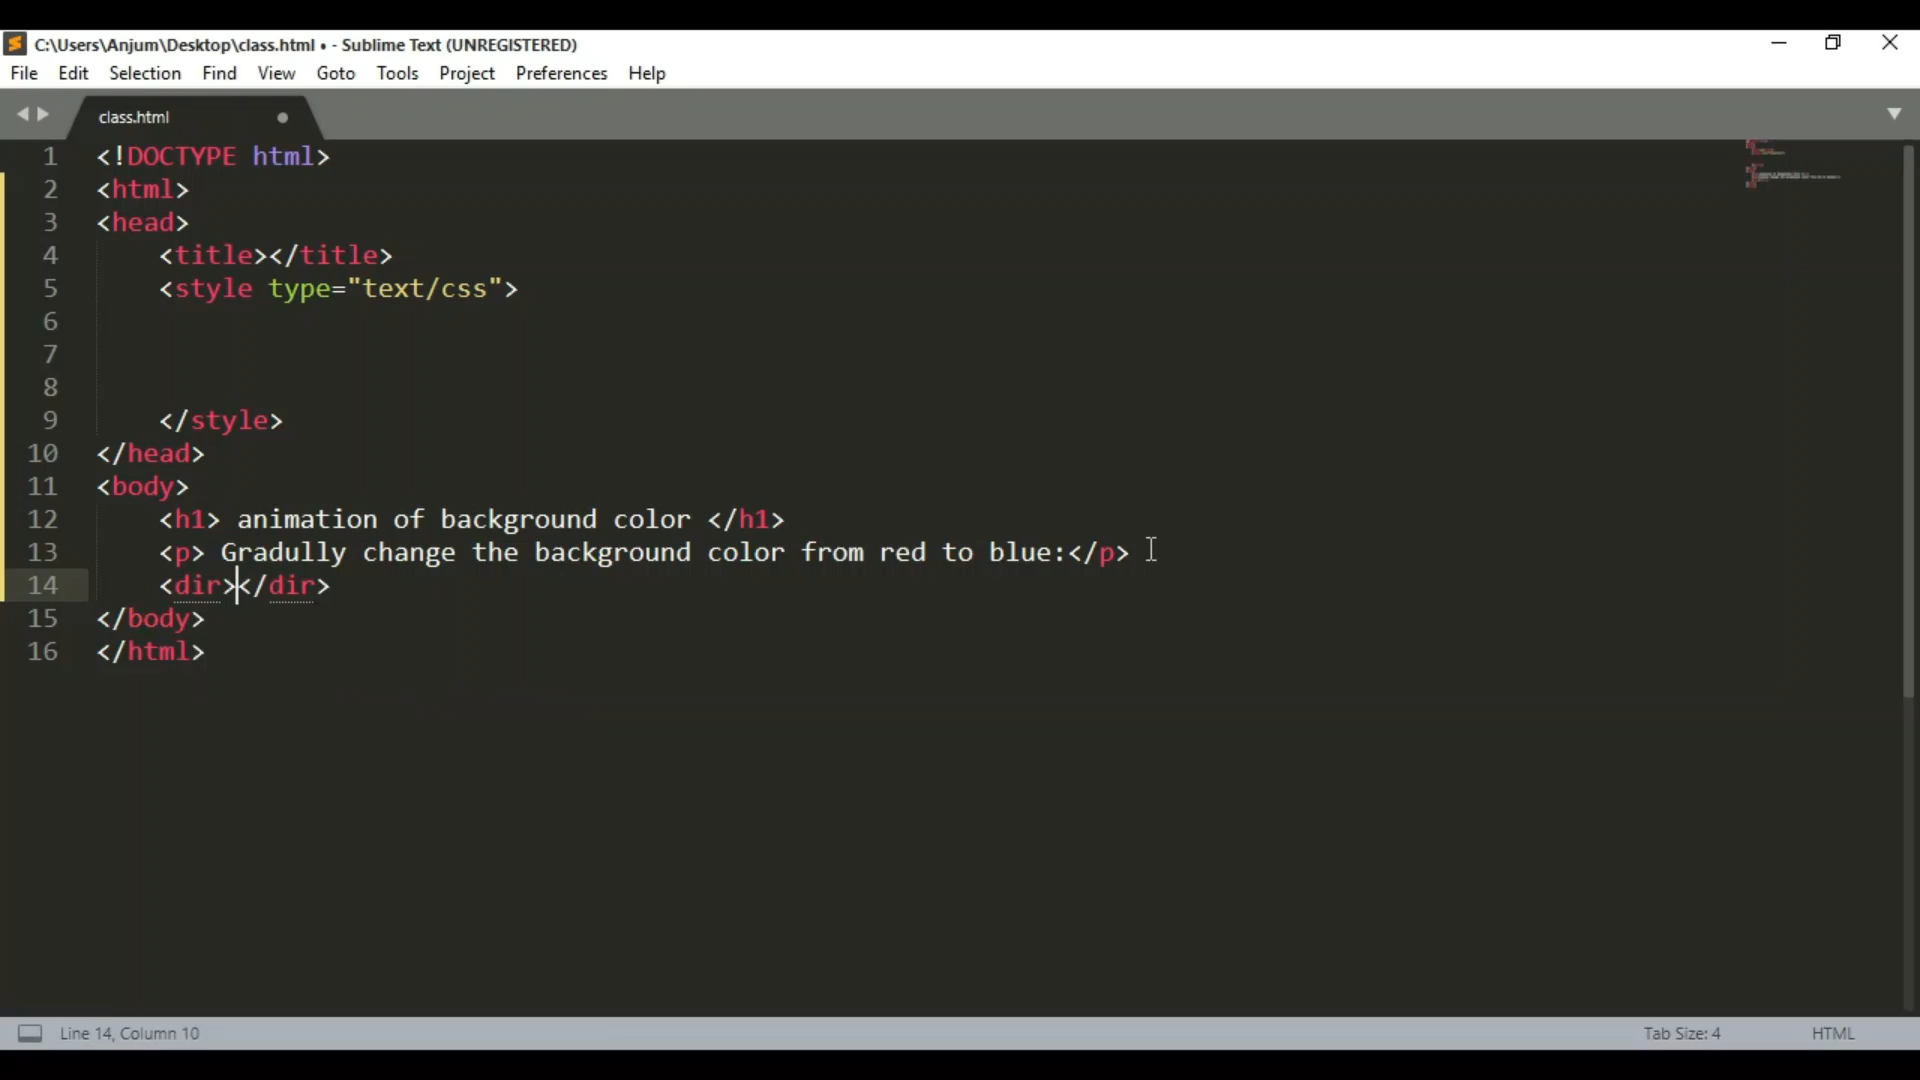 C:\Users\Anjum\Desktop\class.html • - Sublime Text (UNREGISTERED)
File Edit Selection Find View Goto Tools Project Preferences Help
class.html
1 <!DOCTYPE html>
2 <html>
3 <head>
4 <title></title>
5 <style type="text/css">
6
7
8
9 </style>
10 </head>
11 <body>
12 <h1> animation of background color </h1>
13 <p> Gradully change the background color from red to blue:</p>
14 <dir></dir>
15 </body>
16 </html>
Line 14, Column 10 Tab Size: 4 HTML